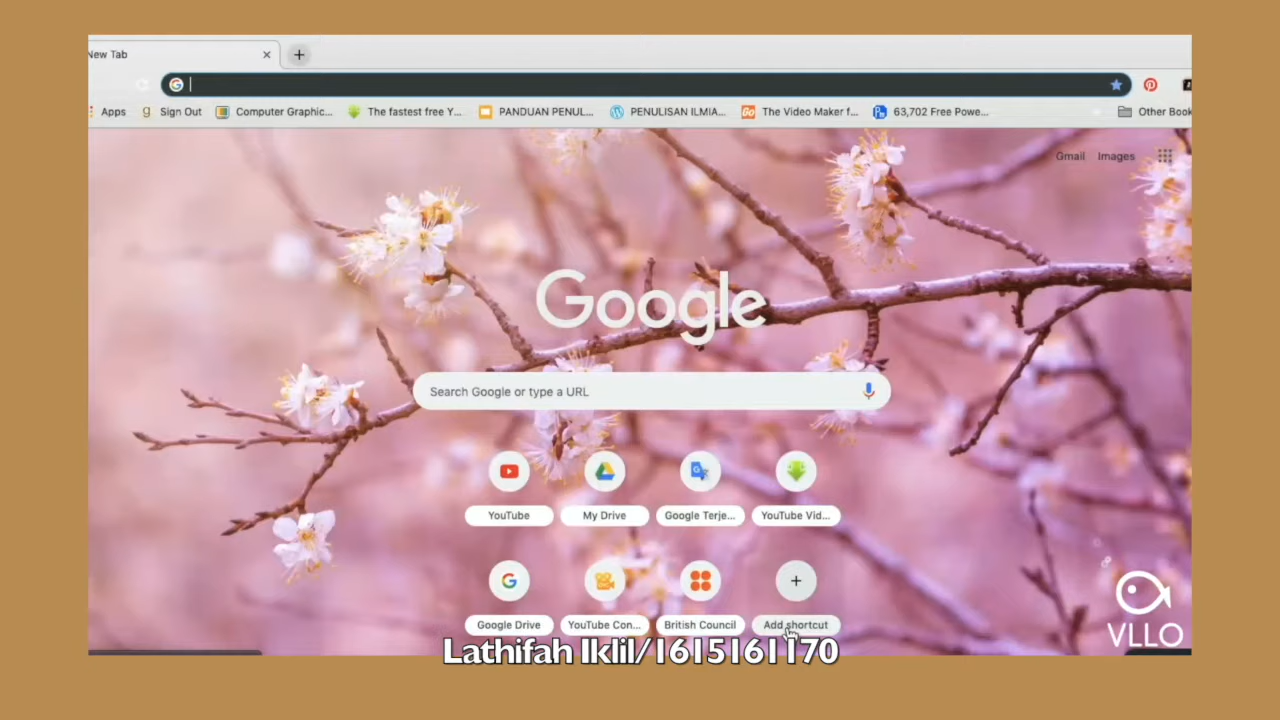 New Tab
Apps Sign Out Computer Graphic... The fastest free Y... PANDUAN PENUL... PENULISAN ILMIA... The Video Maker f... 63,702 Free Powe... Other Book
Gmail Images
Google
Search Google or type a URL
YouTube My Drive Google Terje... YouTube Vid...
Google Drive YouTube Con... British Council Add shortcut
VLLO
Lathifah Iklil/1615161170